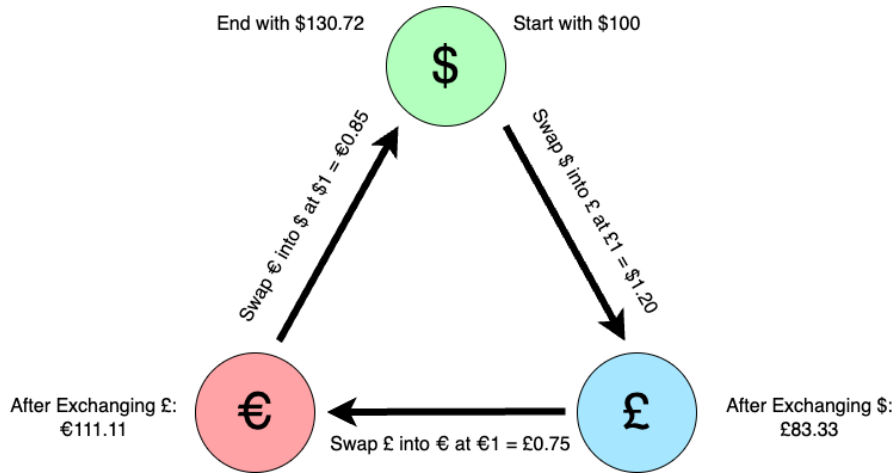 End with $130.72
Start with $100
$
Swap € into $ at $1 = €0.85
Swap $ into £ at £1 = $1.20
After Exchanging £:
€111.11
€
Swap £ into € at €1 = £0.75
£
After Exchanging $:
£83.33